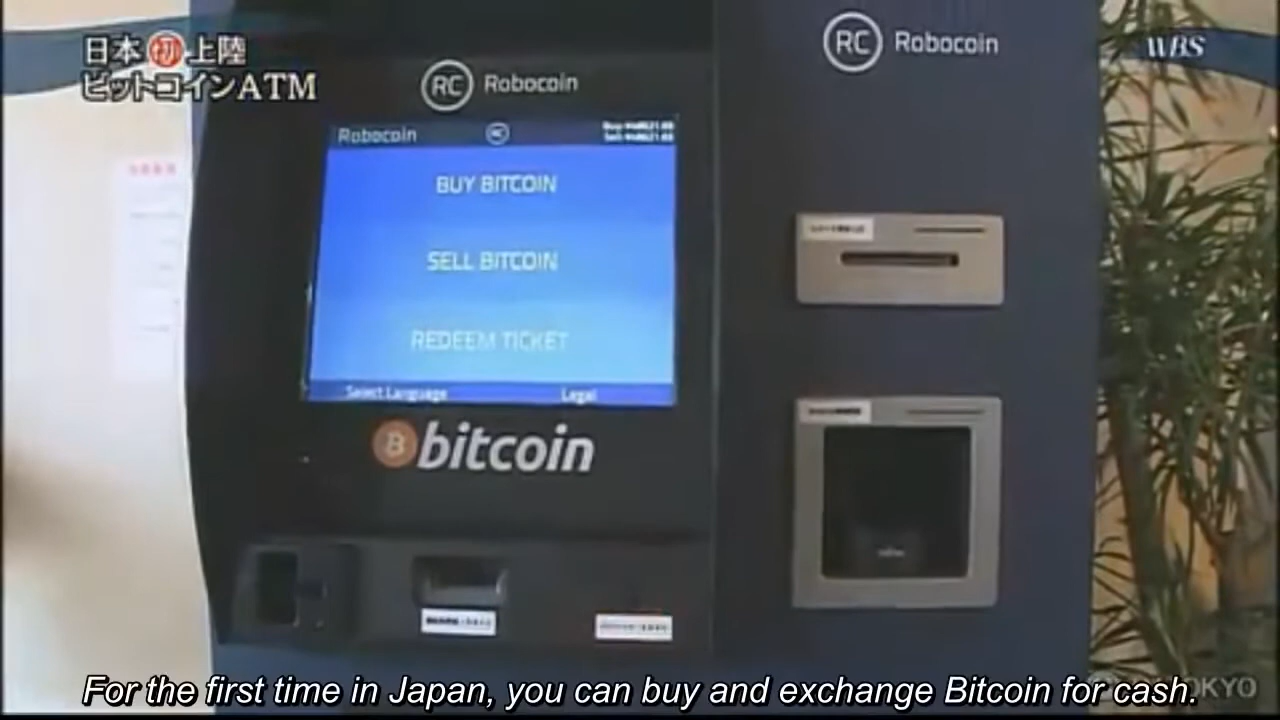 日本初上陸
ビットコインATM
WBS
RC Robocoin
RC Robocoin
Robocoin RC
BUY BITCOIN
SELL BITCOIN
REDEEM TICKET
Select Language Legal
bitcoin
For the first time in Japan, you can buy and exchange Bitcoin for cash.
TOKYO